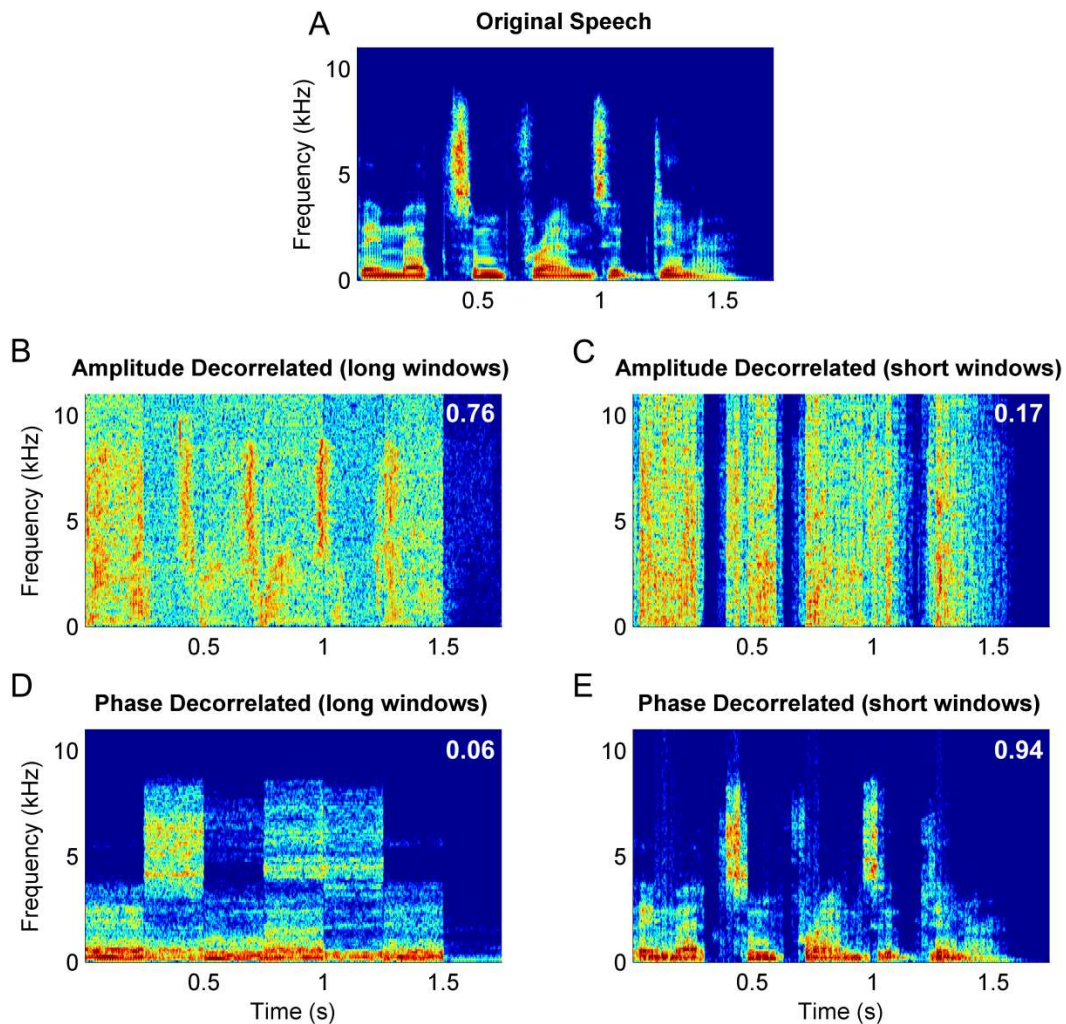 A
Original Speech
Frequency (kHz)
10
5
0
0.5 1 1.5
B
Amplitude Decorrelated (long windows)
0.76
Frequency (kHz)
10
5
0
0.5 1 1.5
C
Amplitude Decorrelated (short windows)
0.17
10
5
0
0.5 1 1.5
D
Phase Decorrelated (long windows)
0.06
Frequency (kHz)
10
5
0
0.5 1 1.5
Time (s)
E
Phase Decorrelated (short windows)
0.94
10
5
0
0.5 1 1.5
Time (s)